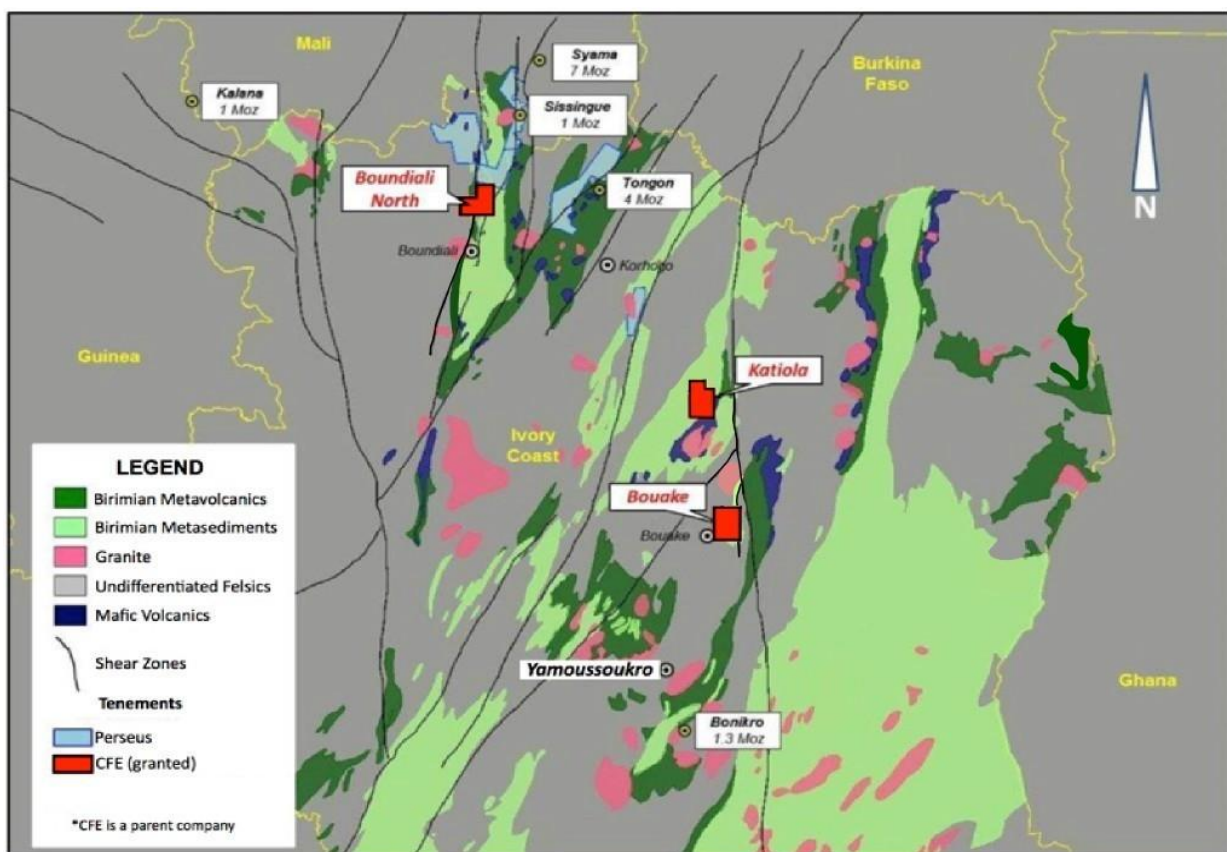 Mali
Syama
7 Moz
Burkina
Faso
Kalana
1 Moz
Sissingue
1 Moz
Boundiali
North
Tongon
4 Moz
N
Boundiali
Korhogo
Guinea
Katiola
Ivory
Coast
Bouake
Bouake
Yamoussoukro
Ghana
Bonikro
1.3 Moz
LEGEND
Birimian Metavolcanics
Birimian Metasediments
Granite
Undifferentiated Felsics
Mafic Volcanics
Shear Zones
Tenements
Perseus
CFE (granted)
*CFE is a parent company